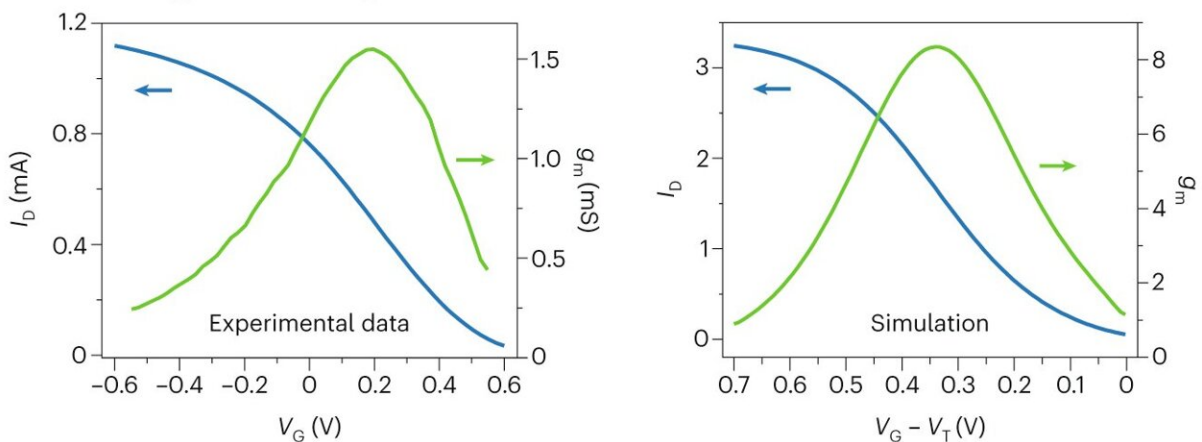 1.2
0.8
0.4
0
I_D (mA)
1.5
1.0
0.5
0
g_m (mS)
Experimental data
−0.6 −0.4 −0.2 0 0.2 0.4 0.6
V_G (V)
3
2
1
0
I_D
8
6
4
2
0
g_m
Simulation
0.7 0.6 0.5 0.4 0.3 0.2 0.1 0
V_G − V_T (V)